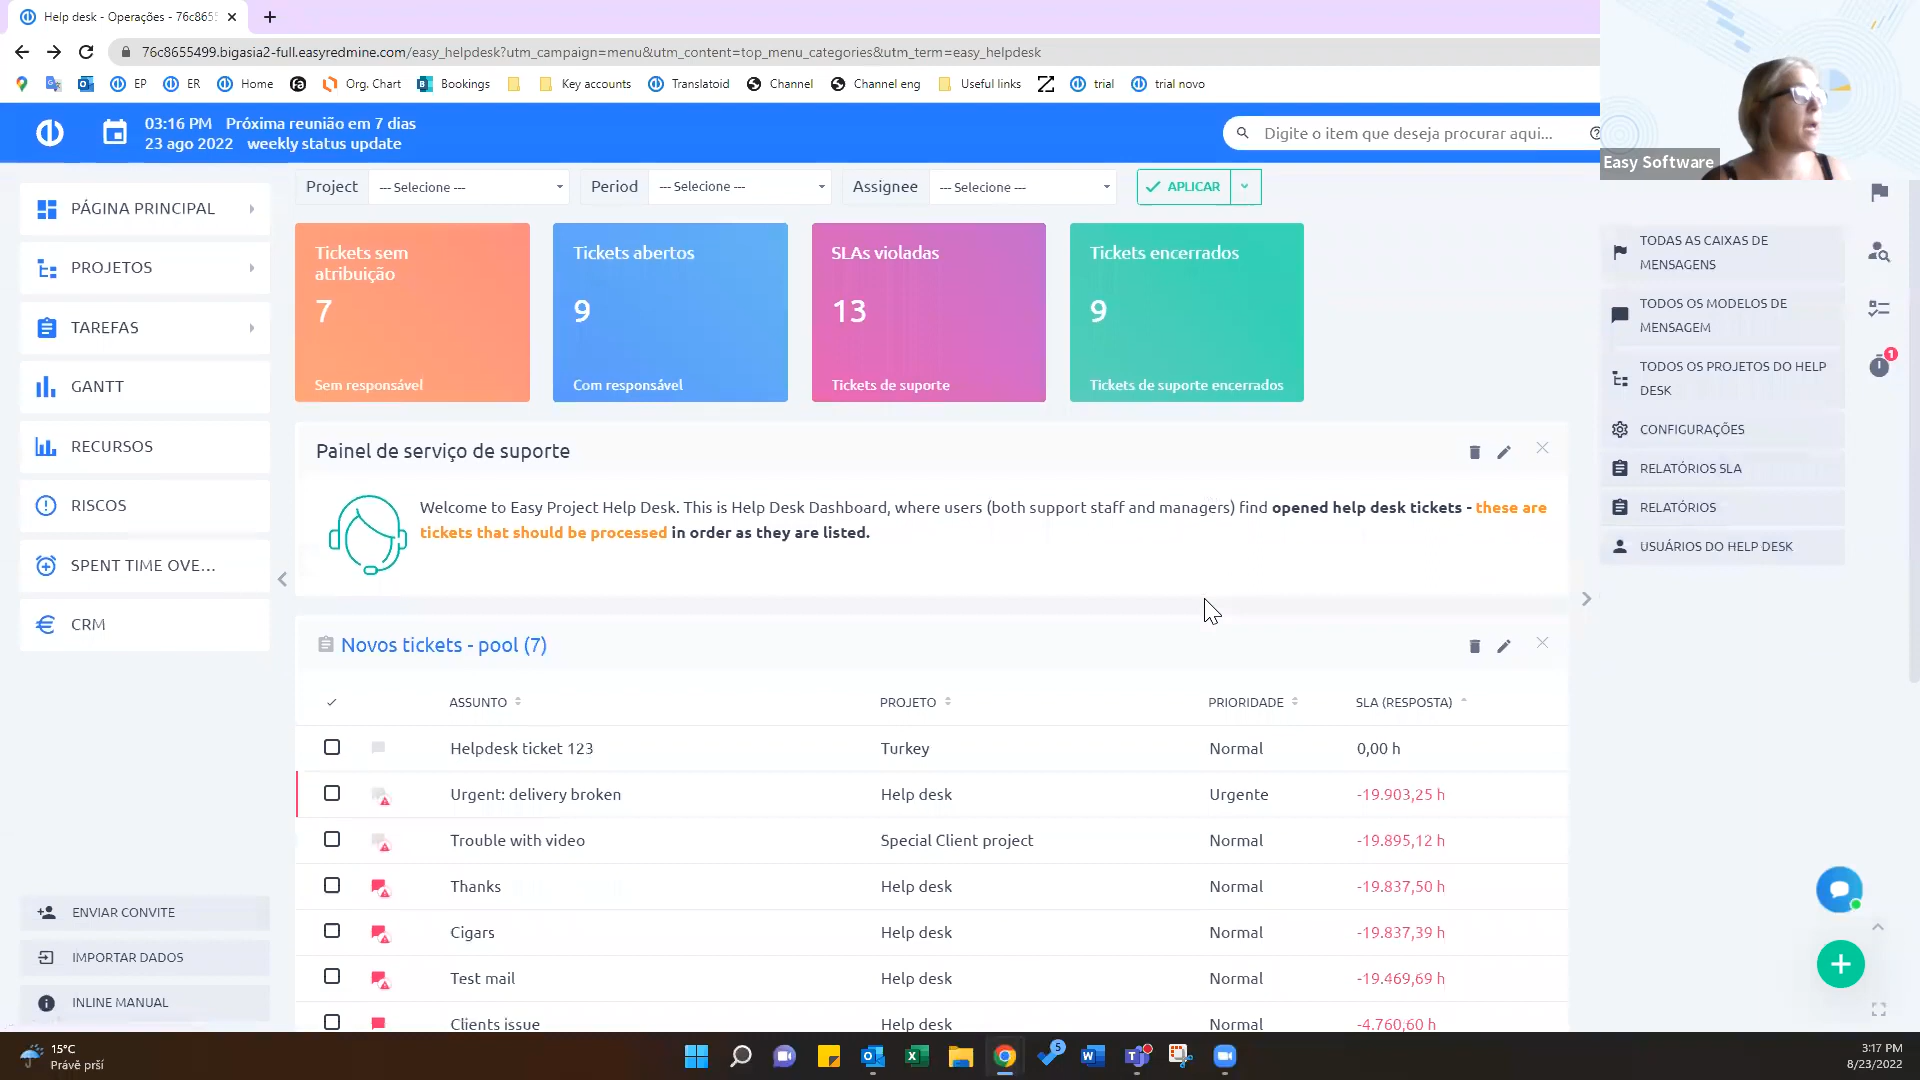 Help desk - Operações - 76c8655
76c8655499.bigasia2-full.easyredmine.com/easy_helpdesk?utm_campaign=menu&utm_content=top_menu_categories&utm_term=easy_helpdesk
EP
ER
Home
Org. Chart
Bookings
Key accounts
Translatoid
Channel
Channel eng
Useful links
trial
trial novo
03:16 PM Próxima reunião em 7 dias
23 ago 2022 weekly status update
Digite o item que deseja procurar aqui...
Easy Software
PÁGINA PRINCIPAL
PROJETOS
TAREFAS
GANTT
RECURSOS
RISCOS
SPENT TIME OVE...
CRM
ENVIAR CONVITE
IMPORTAR DADOS
INLINE MANUAL
Project --- Selecione ---
Period --- Selecione ---
Assignee --- Selecione ---
APLICAR
Tickets sem
atribuição
7
Sem responsável
Tickets abertos
9
Com responsável
SLAs violadas
13
Tickets de suporte
Tickets encerrados
9
Tickets de suporte encerrados
Painel de serviço de suporte
Welcome to Easy Project Help Desk. This is Help Desk Dashboard, where users (both support staff and managers) find opened help desk tickets - these are
tickets that should be processed in order as they are listed.
Novos tickets - pool (7)
ASSUNTO PROJETO PRIORIDADE SLA (RESPOSTA)
Helpdesk ticket 123 Turkey Normal 0,00 h
Urgent: delivery broken Help desk Urgente -19.903,25 h
Trouble with video Special Client project Normal -19.895,12 h
Thanks Help desk Normal -19.837,50 h
Cigars Help desk Normal -19.837,39 h
Test mail Help desk Normal -19.469,69 h
Clients issue Help desk Normal -4.760,60 h
TODAS AS CAIXAS DE
MENSAGENS
TODOS OS MODELOS DE
MENSAGEM
TODOS OS PROJETOS DO HELP
DESK
CONFIGURAÇÕES
RELATÓRIOS SLA
RELATÓRIOS
USUÁRIOS DO HELP DESK
1
15°C
Právě prší
5
3:17 PM
8/23/2022